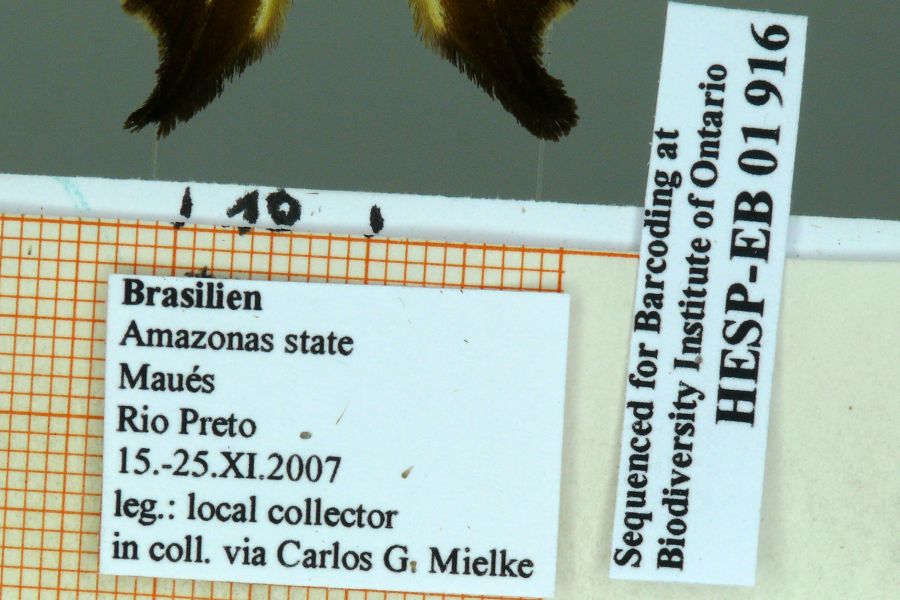 10
Brasilien
Amazonas state
Maués
Rio Preto
15.-25.XI.2007
leg.: local collector
in coll. via Carlos G. Mielke
Sequenced for Barcoding at
Biodiversity Institute of Ontario
HESP-EB 01 916